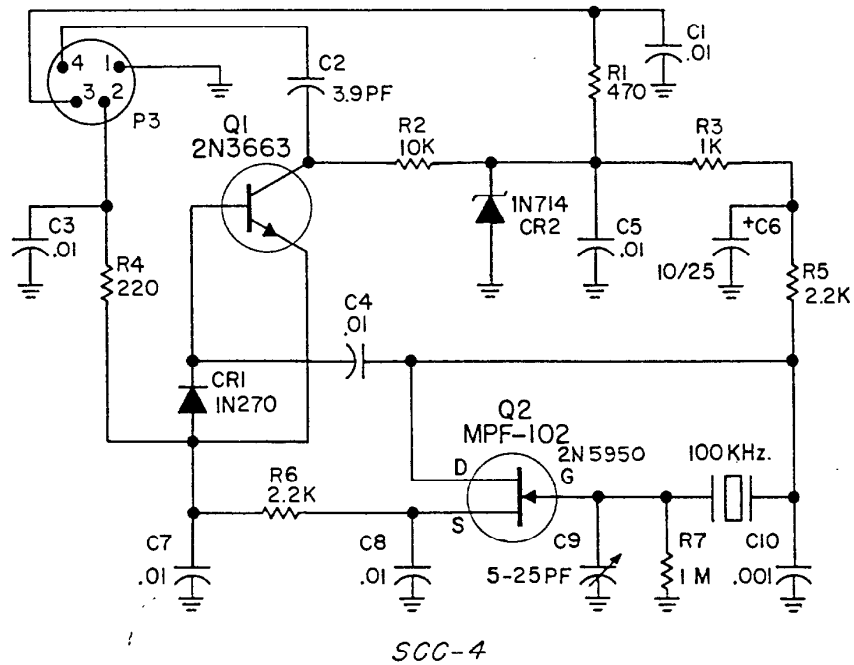 C1
.01
4 1
3 2
P3
C2
3.9PF
R1
470
Q1
2N3663
R2
10K
R3
1K
C3
.01
R4
220
1N714
CR2
C5
.01
+C6
10/25
R5
2.2K
C4
.01
CR1
1N270
Q2
MPF-102
2N5950
D
G
S
100KHz.
R6
2.2K
C7
.01
C8
.01
C9
5-25PF
R7
1M
C10
.001
SCC-4